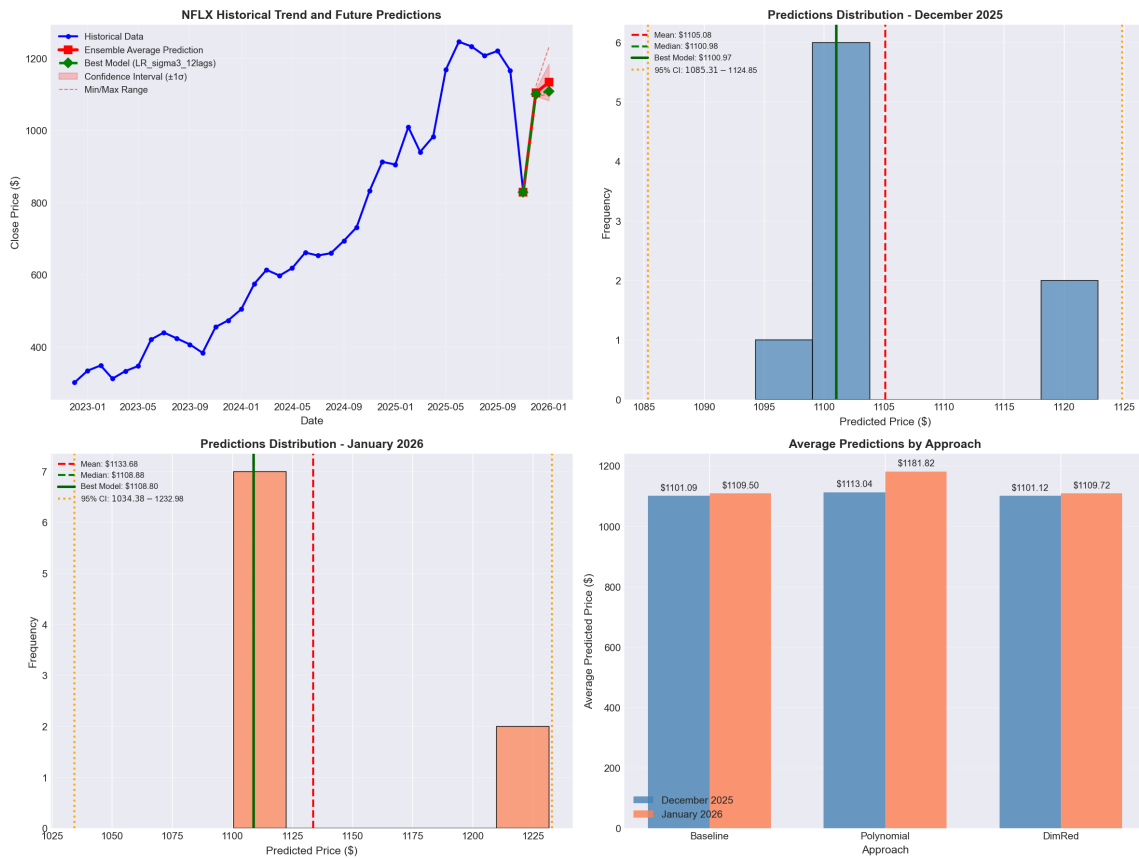 NFLX Historical Trend and Future Predictions
Historical Data
Ensemble Average Prediction
Best Model (LR_sigma3_12lags)
Confidence Interval (±1σ)
Min/Max Range
Close Price ($)
1200
1000
800
600
400
2023-01 2023-05 2023-09 2024-01 2024-05 2024-09 2025-01 2025-05 2025-09 2026-01
Date
Predictions Distribution - December 2025
Mean: $1105.08
Median: $1100.98
Best Model: $1100.97
95% CI: 1085.31 − 1124.85
Frequency
6
5
4
3
2
1
0
1085 1090 1095 1100 1105 1110 1115 1120 1125
Predicted Price ($)
Predictions Distribution - January 2026
Mean: $1133.68
Median: $1108.88
Best Model: $1108.80
95% CI: 1034.38 − 1232.98
Frequency
7
6
5
4
3
2
1
0
1025 1050 1075 1100 1125 1150 1175 1200 1225
Predicted Price ($)
Average Predictions by Approach
Average Predicted Price ($)
1200
1000
800
600
400
200
0
$1101.09 $1109.50 $1113.04 $1181.82 $1101.12 $1109.72
December 2025
January 2026
Baseline Polynomial DimRed
Approach